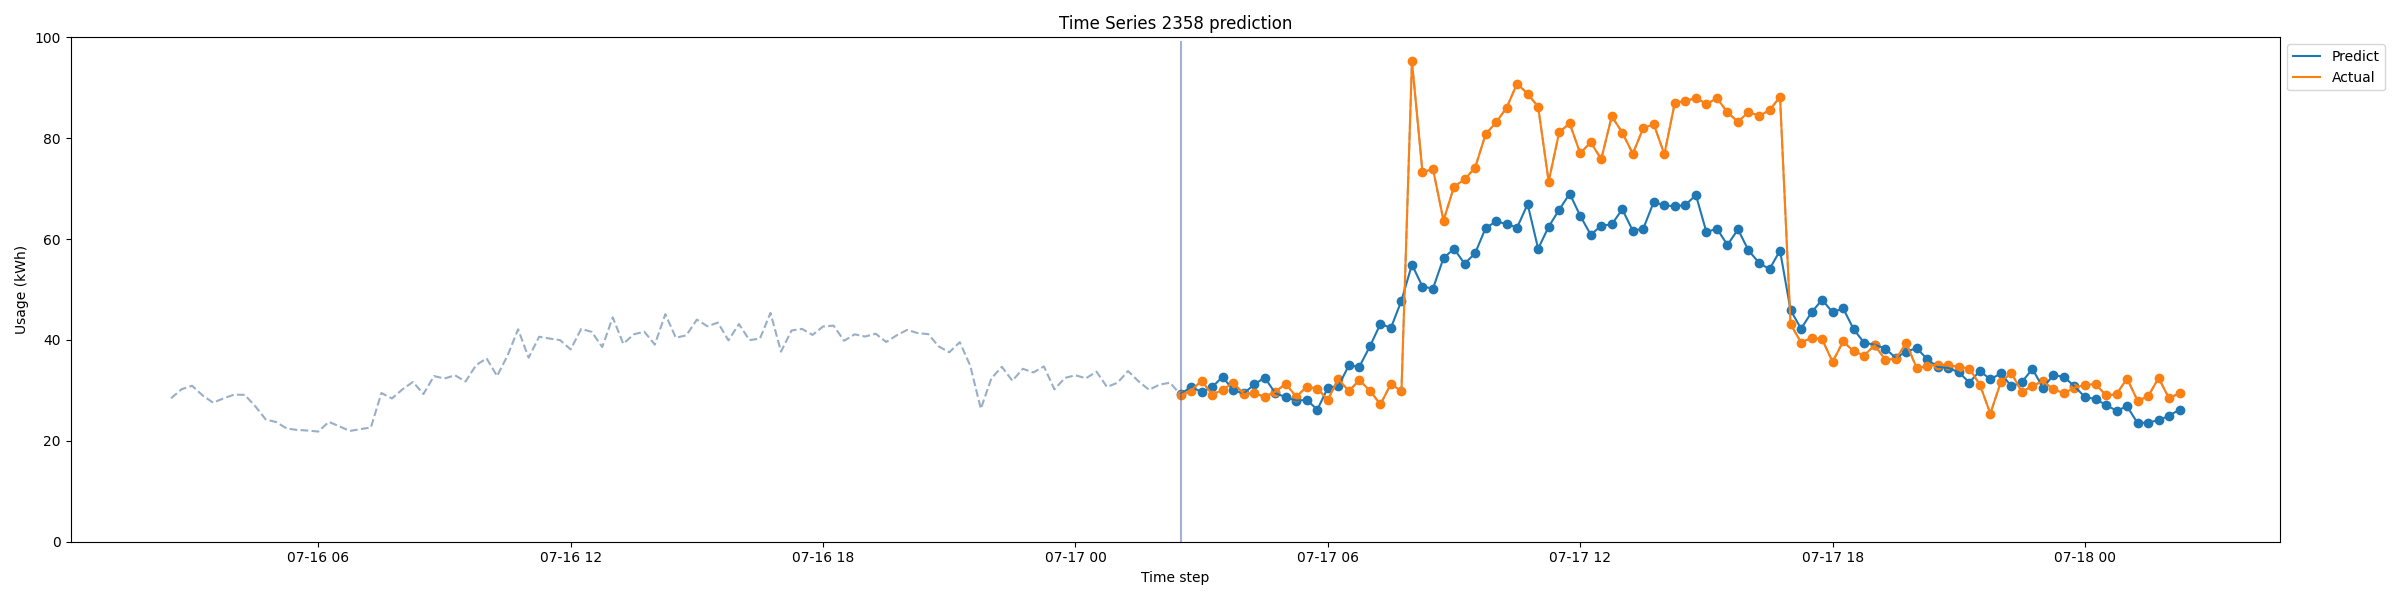 Time Series 2358 prediction
Predict
Actual
100
80
60
40
20
0
Usage (kWh)
07-16 06
07-16 12
07-16 18
07-17 00
07-17 06
07-17 12
07-17 18
07-18 00
Time step